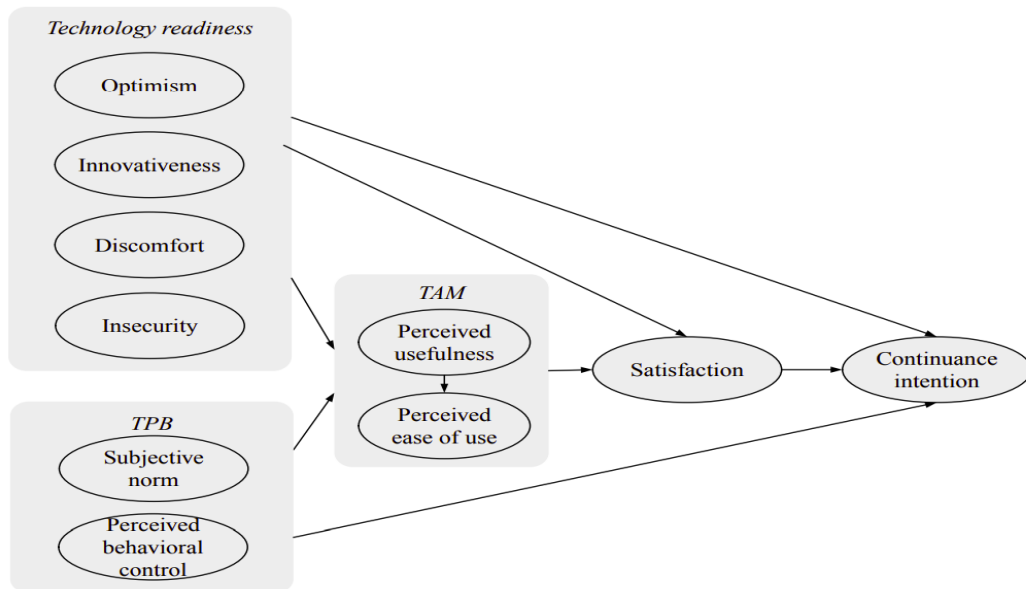 Technology readiness
Optimism
Innovativeness
Discomfort
Insecurity
TAM
Perceived
usefulness
Perceived
ease of use
Satisfaction
Continuance
intention
TPB
Subjective
norm
Perceived
behavioral
control